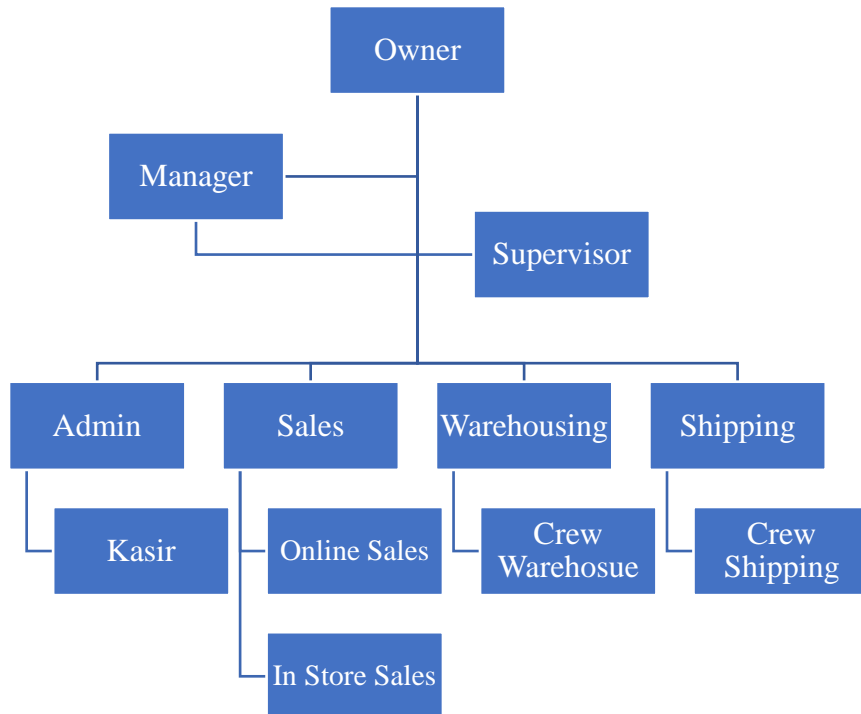 Owner
Manager
Supervisor
Admin
Sales
Warehousing
Shipping
Kasir
Online Sales
Crew
Warehosue
Crew
Shipping
In Store Sales